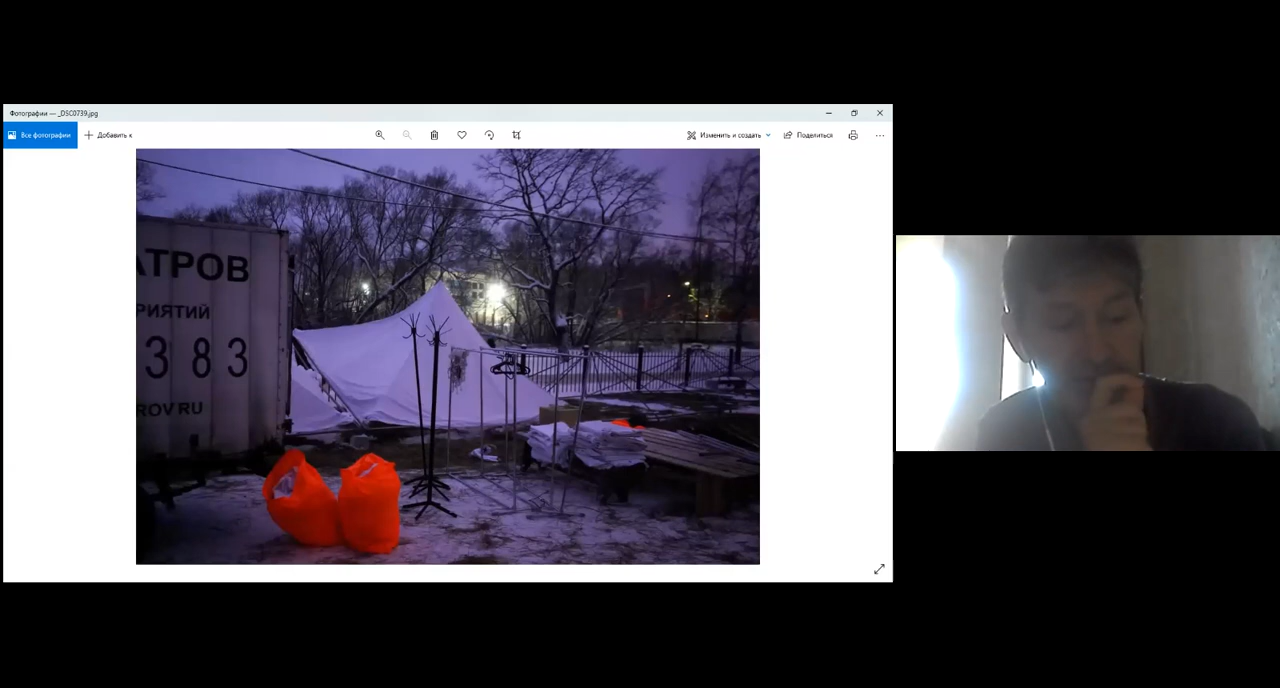 Фотографии — _DSC0739.jpg
Все фотографии
Добавить к
Изменить и создать
Поделиться
АТРОВ
РИЯТИЙ
383
ROV.RU